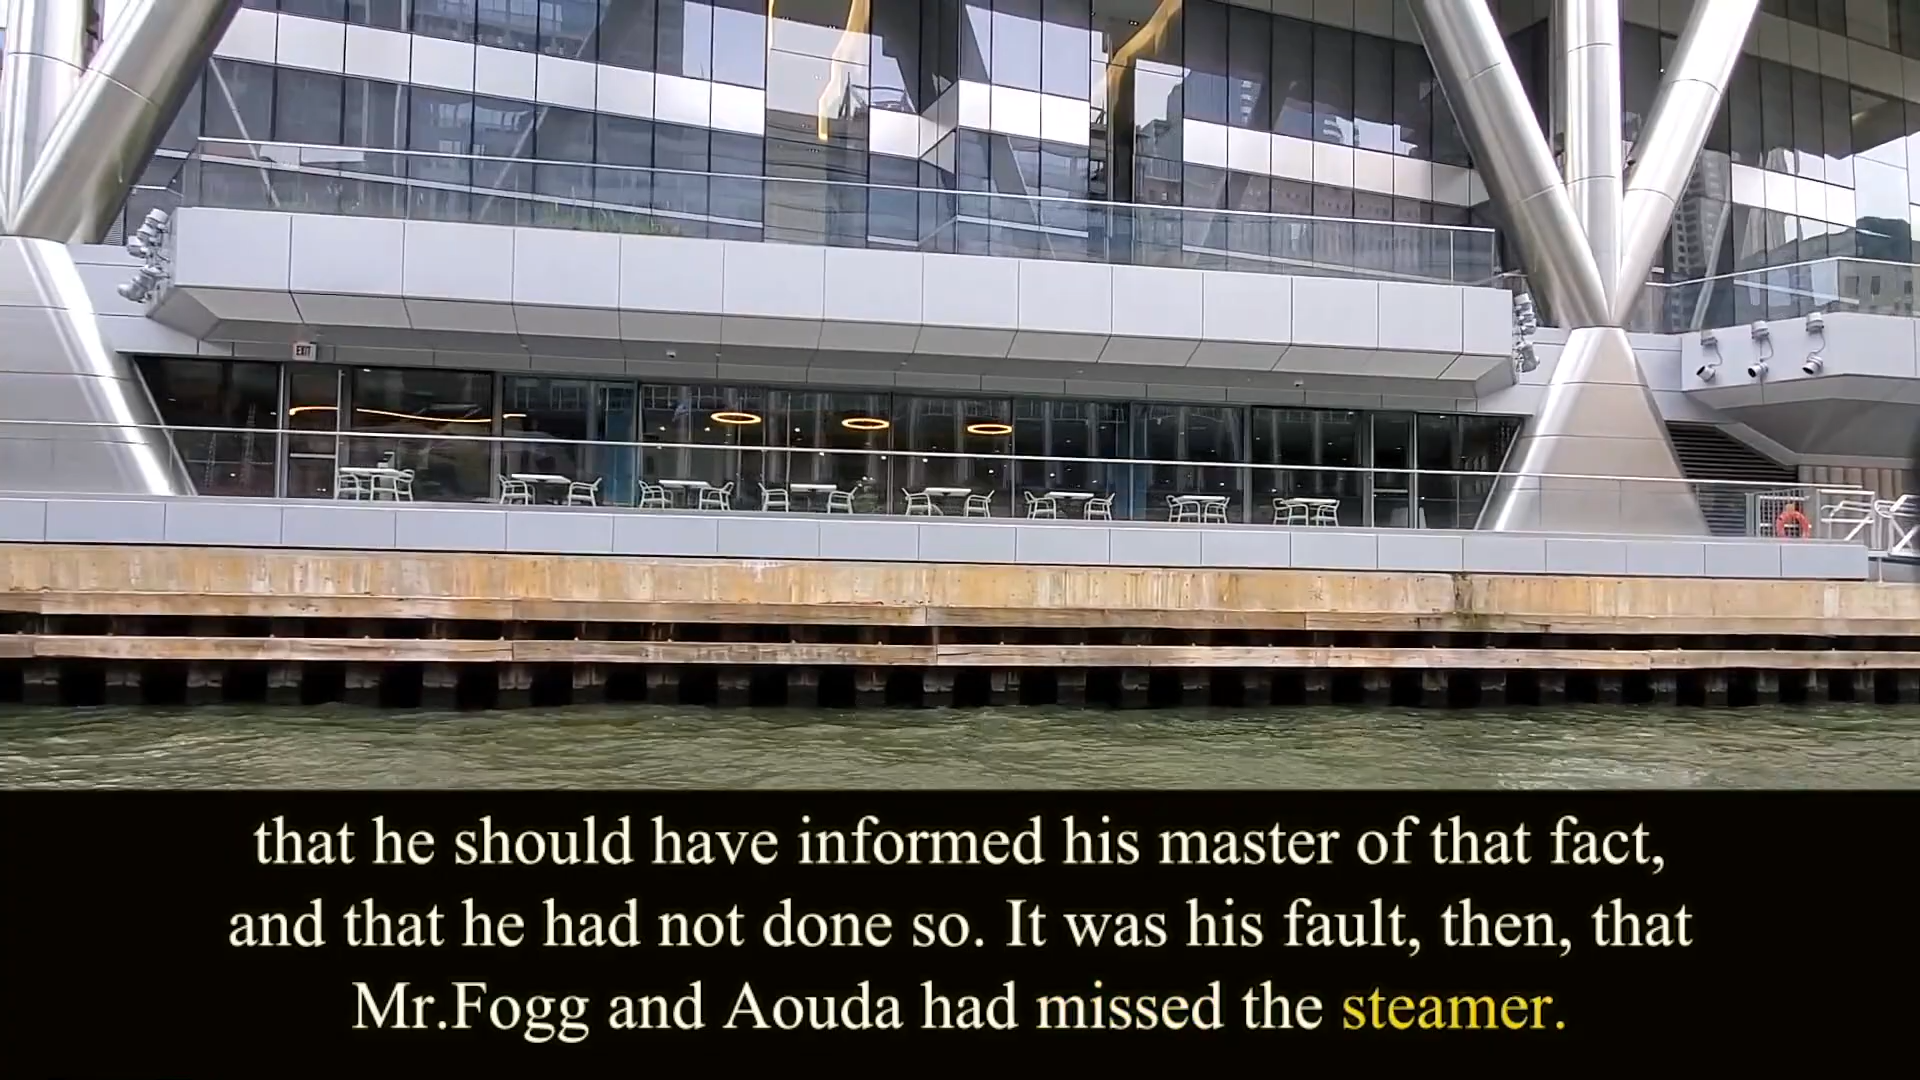 EXIT
that he should have informed his master of that fact,
and that he had not done so. It was his fault, then, that
Mr.Fogg and Aouda had missed the steamer.